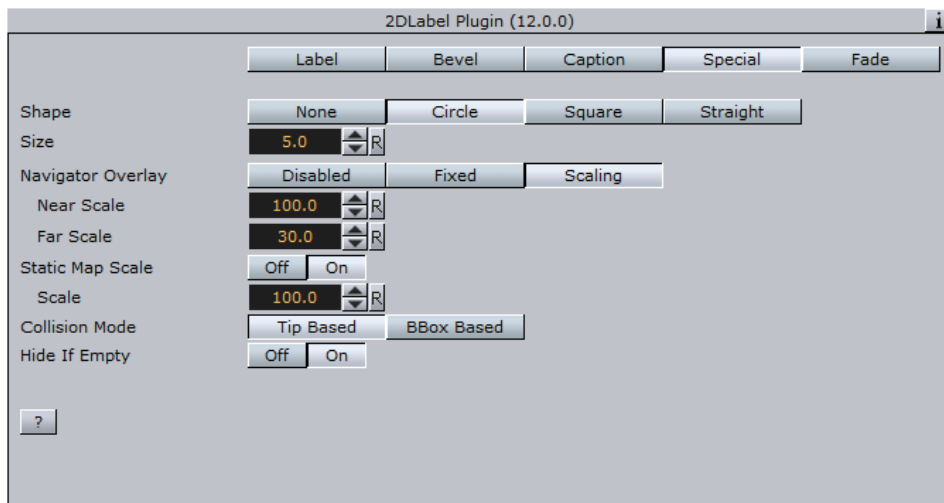 2DLabel Plugin (12.0.0) i
Label Bevel Caption Special Fade
Shape None Circle Square Straight
Size 5.0 R
Navigator Overlay Disabled Fixed Scaling
Near Scale 100.0 R
Far Scale 30.0 R
Static Map Scale Off On
Scale 100.0 R
Collision Mode Tip Based BBox Based
Hide If Empty Off On
?